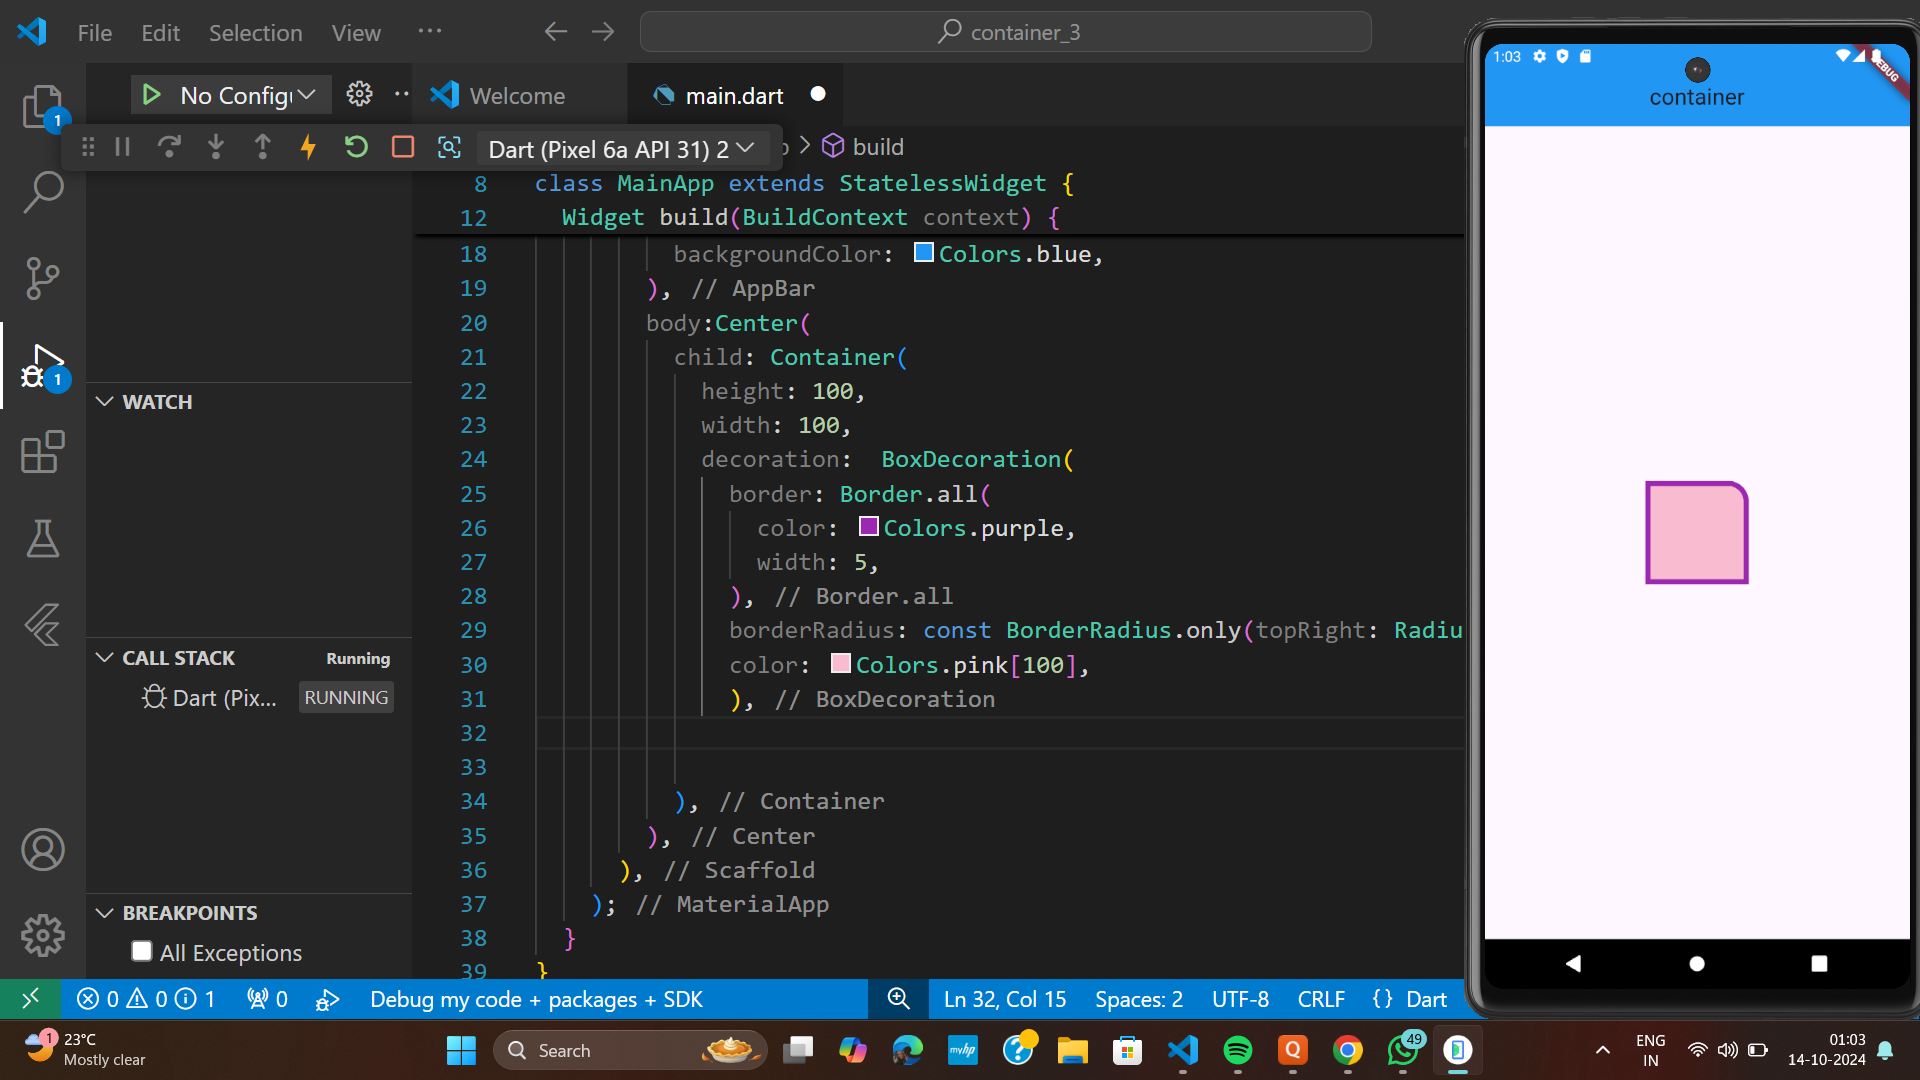 File Edit Selection View ...
container_3
No Config
Welcome
main.dart
Dart (Pixel 6a API 31) 2
build
8 class MainApp extends StatelessWidget {
12 Widget build(BuildContext context) {
18 backgroundColor: Colors.blue,
19 ), // AppBar
20 body:Center(
21 child: Container(
22 height: 100,
23 width: 100,
24 decoration:  BoxDecoration(
25 border: Border.all(
26 color: Colors.purple,
27 width: 5,
28 ), // Border.all
29 borderRadius: const BorderRadius.only(topRight: Radiu
30 color: Colors.pink[100],
31 ), // BoxDecoration
32
33
34 ), // Container
35 ), // Center
36 ), // Scaffold
37 ); // MaterialApp
38 }
39 }
1
1
WATCH
CALL STACK Running
Dart (Pix... RUNNING
BREAKPOINTS
All Exceptions
0 0 1 0 Debug my code + packages + SDK
Ln 32, Col 15 Spaces: 2 UTF-8 CRLF {} Dart
1:03
DEBUG
container
1
23°C
Mostly clear
Search
myhp
Q
49
ENG
IN
01:03
14-10-2024